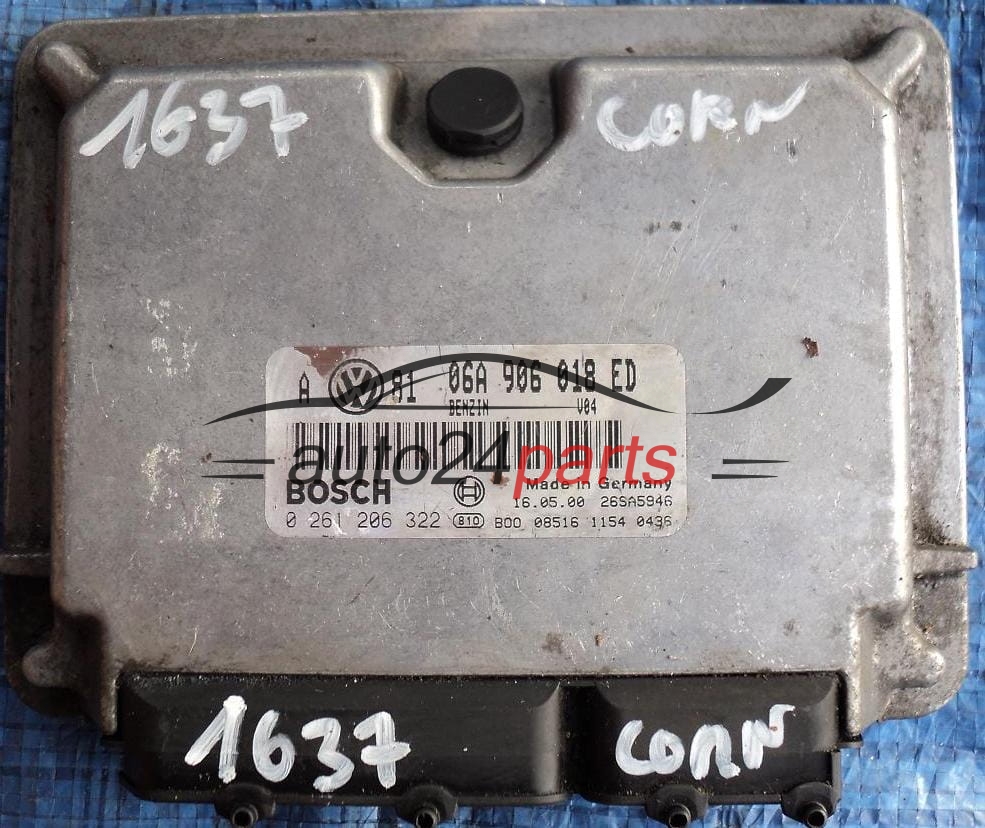 1637 CORN
A 81 06A 906 018 ED
BENZIN V04
auto24parts
BOSCH Made in Germany
16.05.00 26SA5946
0 261 206 322 810 B00 08516 1154 0436
1637 CORN